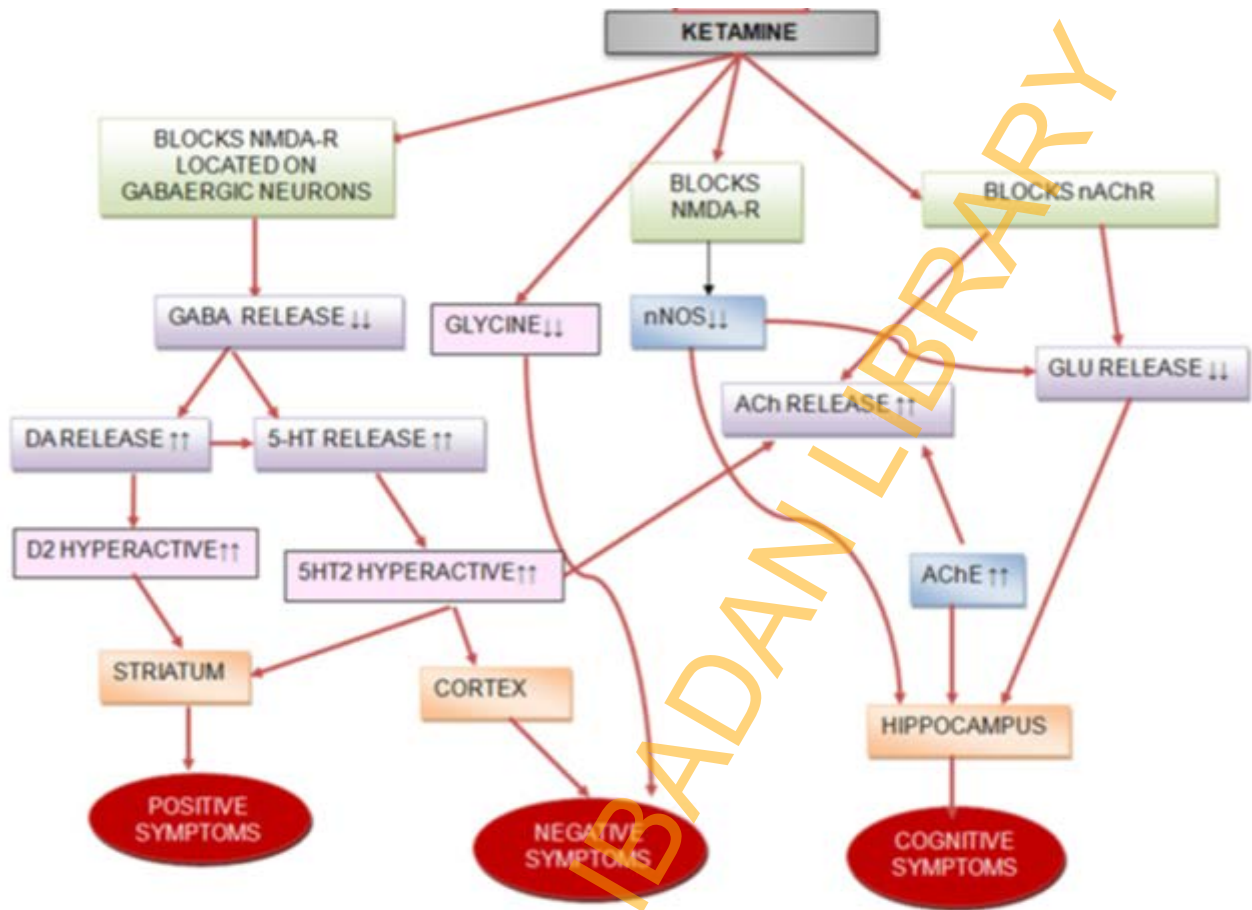 KETAMINE
BLOCKS NMDA-R
LOCATED ON
GABAERGIC NEURONS
BLOCKS
NMDA-R
BLOCKS nAChR
GABA RELEASE ↓↓
GLYCINE↓↓
nNOS↓↓
GLU RELEASE ↓↓
ACh RELEASE ↑↑
DA RELEASE ↑↑
5-HT RELEASE ↑↑
D2 HYPERACTIVE↑↑
5HT2 HYPERACTIVE↑↑
AChE ↑↑
STRIATUM
CORTEX
HIPPOCAMPUS
POSITIVE
SYMPTOMS
NEGATIVE
SYMPTOMS
COGNITIVE
SYMPTOMS
IBADAN LIBRARY